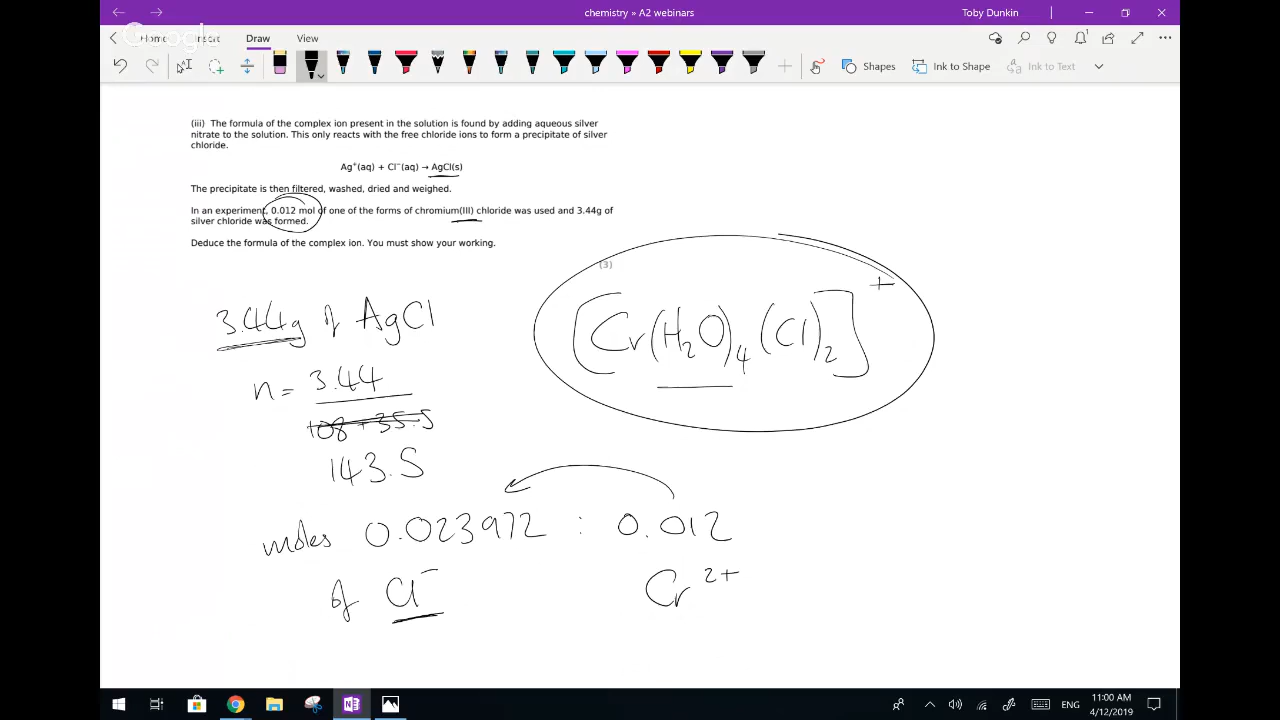 chemistry » A2 webinars
Toby Dunkin
Google
Home
Insert
Draw
View
Shapes
Ink to Shape
Ink to Text
(iii) The formula of the complex ion present in the solution is found by adding aqueous silver
nitrate to the solution. This only reacts with the free chloride ions to form a precipitate of silver
chloride.
Ag⁺(aq) + Cl⁻(aq) → AgCl(s)
The precipitate is then filtered, washed, dried and weighed.
In an experiment, 0.012 mol of one of the forms of chromium(III) chloride was used and 3.44g of
silver chloride was formed.
Deduce the formula of the complex ion. You must show your working.
(3)
[Cr(H₂O)₄(Cl)₂]⁺
3.44g of AgCl
n = 3.44
108 + 35.5
143.5
moles 0.023972 : 0.012
of Cl⁻ Cr²⁺
ENG
11:00 AM
4/12/2019